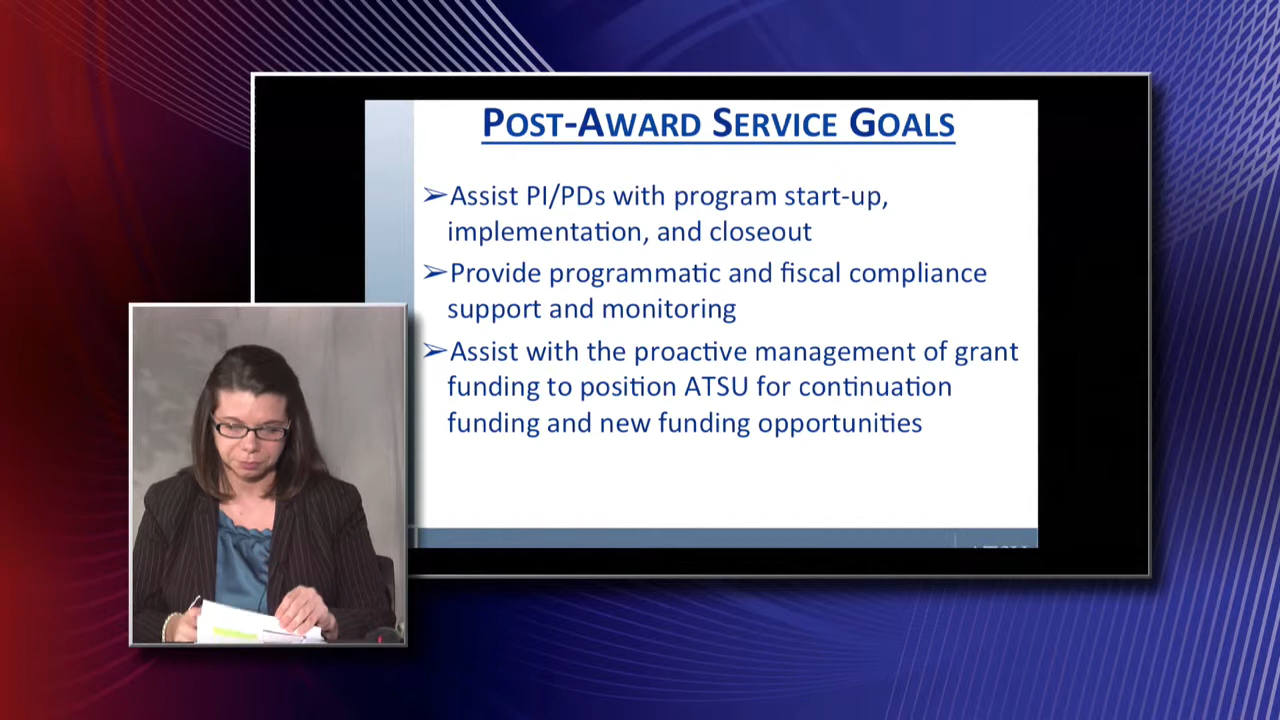 POST-AWARD SERVICE GOALS
➢Assist PI/PDs with program start-up,
implementation, and closeout
➢Provide programmatic and fiscal compliance
support and monitoring
➢Assist with the proactive management of grant
funding to position ATSU for continuation
funding and new funding opportunities